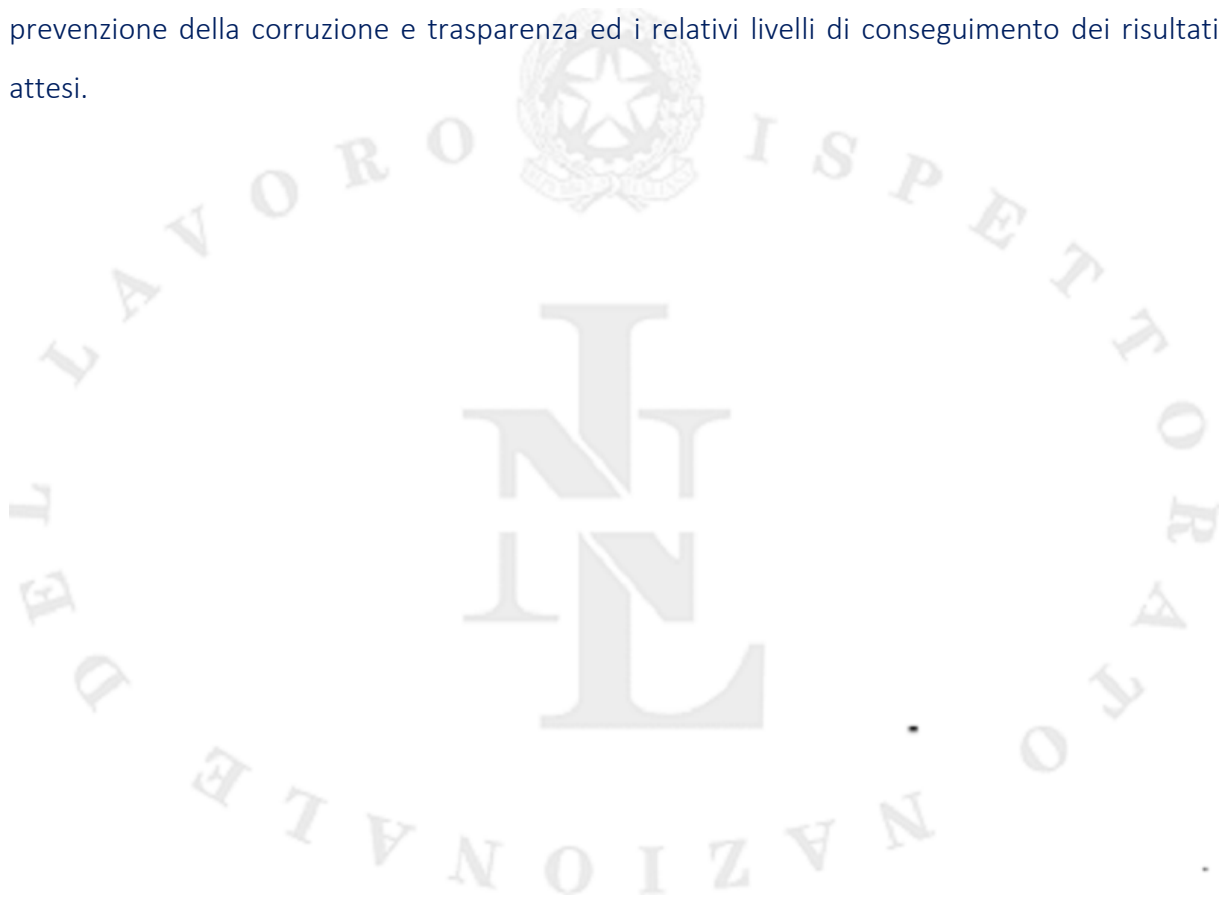 prevenzione della corruzione e trasparenza ed i relativi livelli di conseguimento dei risultati
attesi.
ISPETTORATO NAZIONALE DEL LAVORO
INL